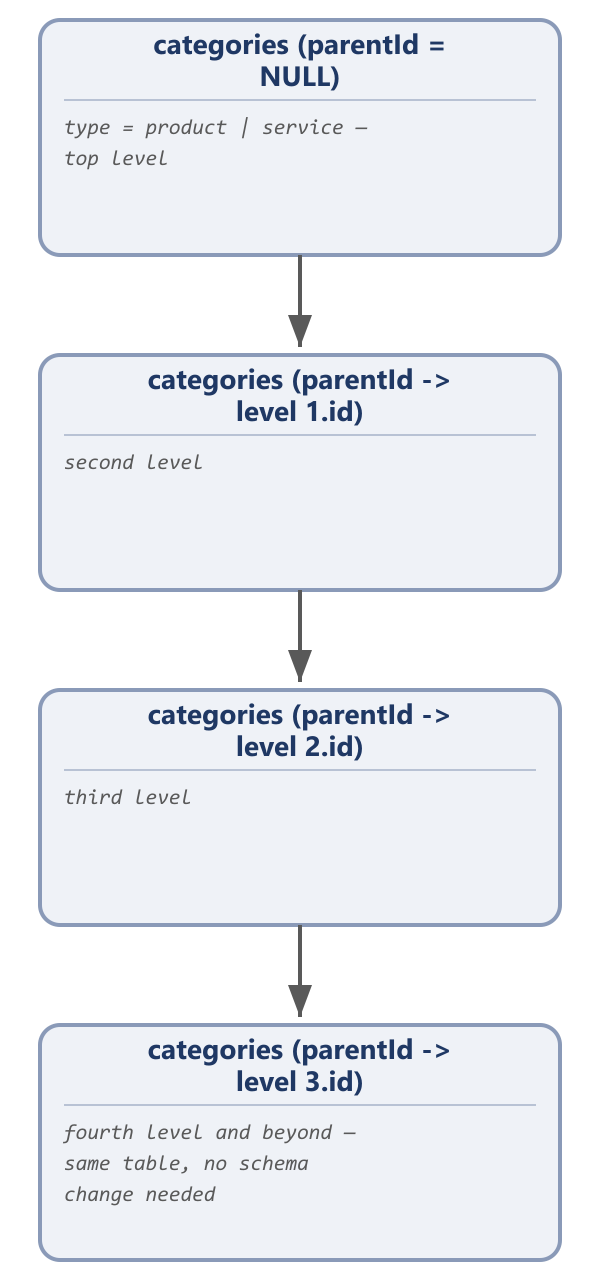 categories (parentId =
NULL)
type = product | service —
top level
categories (parentId ->
level 1.id)
second level
categories (parentId ->
level 2.id)
third level
categories (parentId ->
level 3.id)
fourth level and beyond —
same table, no schema
change needed